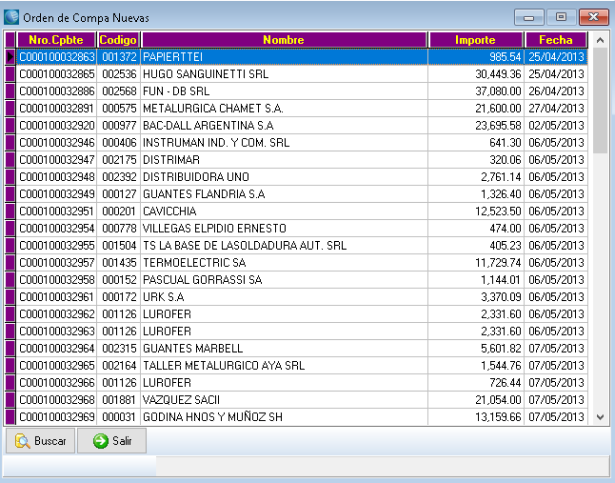 Orden de Compa Nuevas
Nro.Cpbte Codigo Nombre Importe Fecha
C000100032863 001372 PAPIERTTEI 985.54 25/04/2013
C000100032865 002536 HUGO SANGUINETTI SRL 30,449.36 25/04/2013
C000100032886 002568 FUN - DB SRL 37,080.00 26/04/2013
C000100032891 000575 METALURGICA CHAMET S.A. 21,600.00 27/04/2013
C000100032920 000977 BAC-DALL ARGENTINA S.A 23,695.58 02/05/2013
C000100032946 000406 INSTRUMAN IND. Y COM. SRL 641.30 06/05/2013
C000100032947 002175 DISTRIMAR 320.06 06/05/2013
C000100032948 002392 DISTRIBUIDORA UNO 2,761.14 06/05/2013
C000100032949 000127 GUANTES FLANDRIA S.A 1,326.40 06/05/2013
C000100032951 000201 CAVICCHIA 12,523.50 06/05/2013
C000100032954 000778 VILLEGAS ELPIDIO ERNESTO 474.00 06/05/2013
C000100032955 001504 TS LA BASE DE LASOLDADURA AUT. SRL 405.23 06/05/2013
C000100032957 001435 TERMOELECTRIC SA 11,729.74 06/05/2013
C000100032958 000152 PASCUAL GORRASSI SA 1,144.01 06/05/2013
C000100032961 000172 URK S.A 3,370.09 06/05/2013
C000100032962 001126 LUROFER 2,331.60 06/05/2013
C000100032963 001126 LUROFER 2,331.60 06/05/2013
C000100032964 002315 GUANTES MARBELL 5,601.82 07/05/2013
C000100032965 002164 TALLER METALURGICO AYA SRL 1,544.76 07/05/2013
C000100032966 001126 LUROFER 726.44 07/05/2013
C000100032968 001881 VAZQUEZ SACII 21,054.00 07/05/2013
C000100032969 000031 GODINA HNOS Y MUÑOZ SH 13,159.66 07/05/2013
Buscar Salir